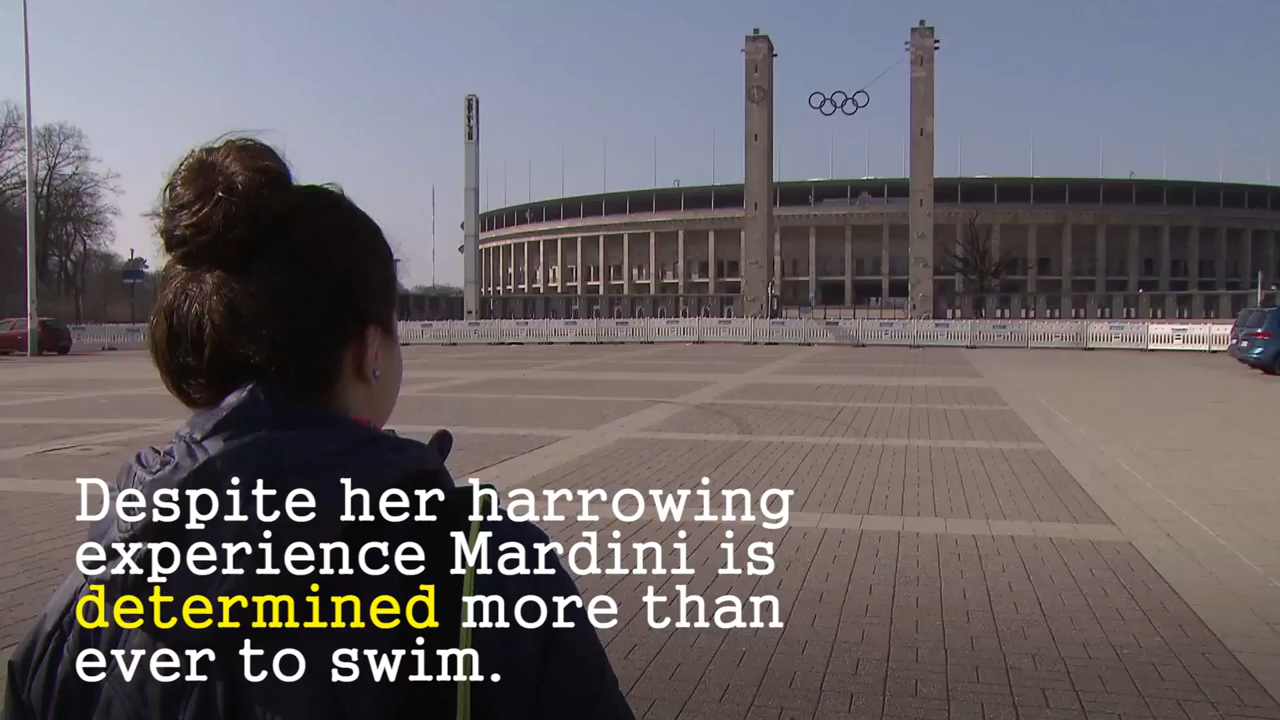 Despite her harrowing
experience Mardini is
determined more than
ever to swim.